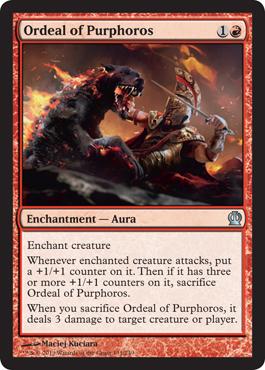 Ordeal of Purphoros 1
Enchantment — Aura
Enchant creature
Whenever enchanted creature attacks, put
a +1/+1 counter on it. Then if it has three
or more +1/+1 counters on it, sacrifice
Ordeal of Purphoros.
When you sacrifice Ordeal of Purphoros, it
deals 3 damage to target creature or player.
Maciej Kuciara